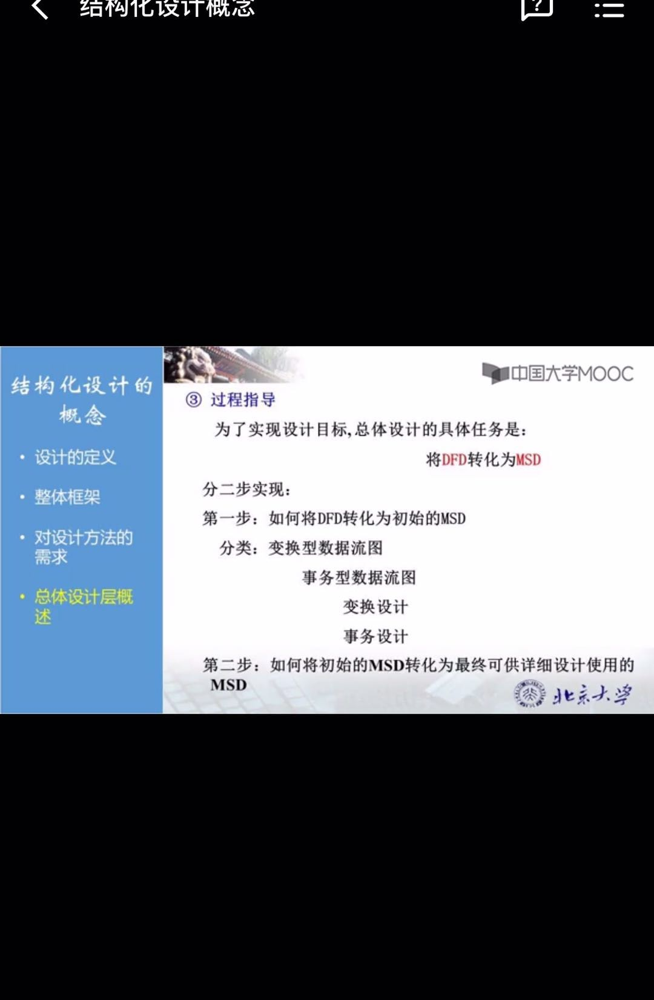 结构化设计概念
?
中国大学MOOC
结构化设计的
概念
• 设计的定义
• 整体框架
• 对设计方法的
需求
• 总体设计层概
述
③ 过程指导
为了实现设计目标,总体设计的具体任务是：
将DFD转化为MSD
分二步实现：
第一步：如何将DFD转化为初始的MSD
分类：变换型数据流图
事务型数据流图
变换设计
事务设计
第二步：如何将初始的MSD转化为最终可供详细设计使用的
MSD
北京大学